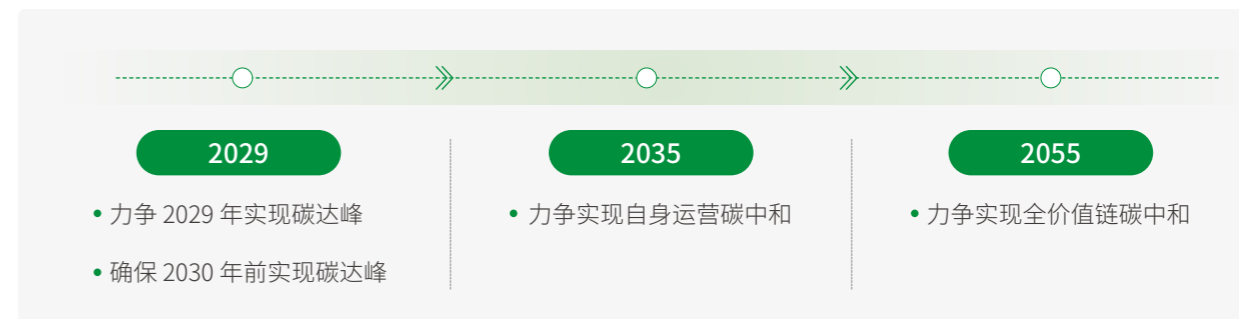 2029
力争 2029 年实现碳达峰
确保 2030 年前实现碳达峰
2035
力争实现自身运营碳中和
2055
力争实现全价值链碳中和